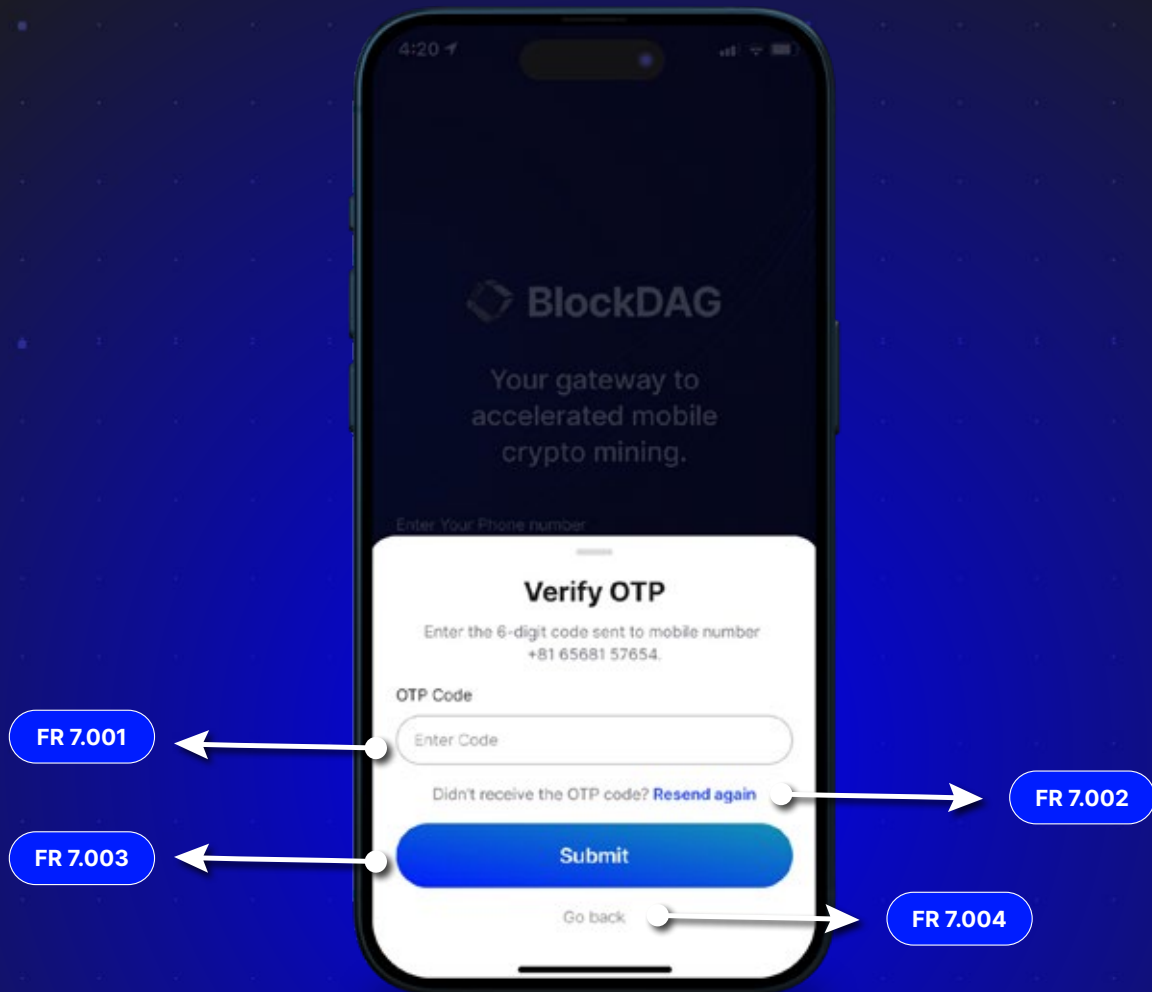 4:20
BlockDAG
Your gateway to
accelerated mobile
crypto mining.
Enter Your Phone number
Verify OTP
Enter the 6-digit code sent to mobile number
+81 65681 57654.
OTP Code
FR 7.001
Enter Code
Didn't receive the OTP code? Resend again
FR 7.002
FR 7.003
Submit
Go back
FR 7.004